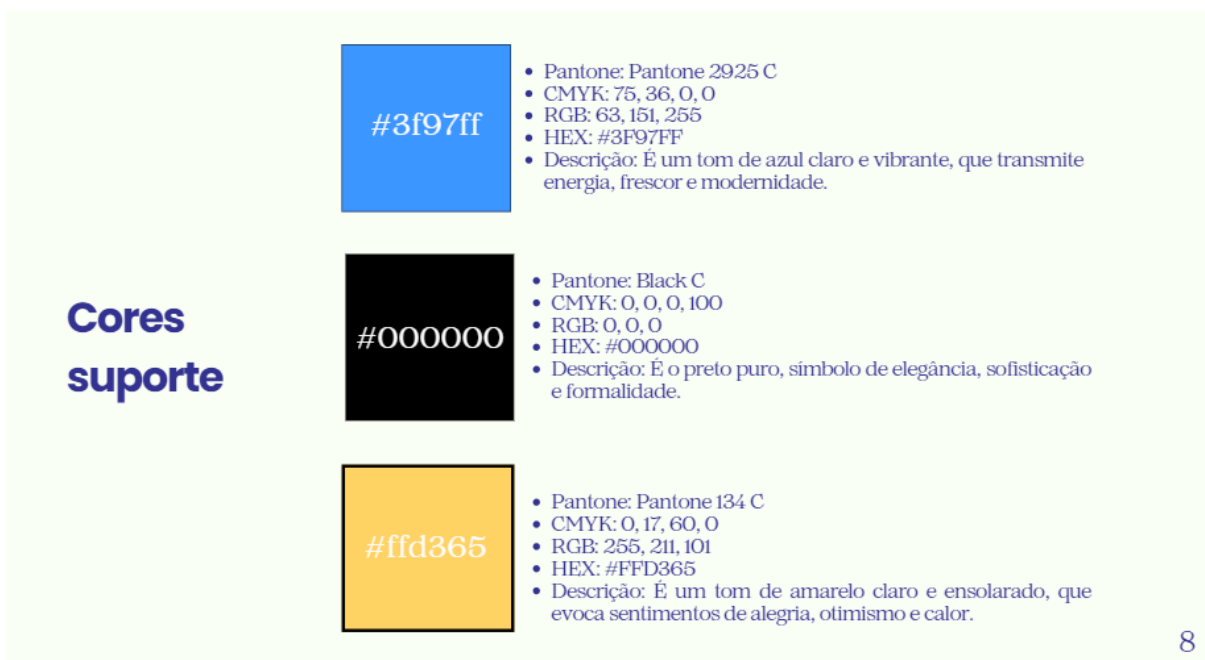 #3f97ff
• Pantone: Pantone 2925 C
• CMYK: 75, 36, 0, 0
• RGB: 63, 151, 255
• HEX: #3F97FF
• Descrição: É um tom de azul claro e vibrante, que transmite
energia, frescor e modernidade.
Cores
suporte
#000000
• Pantone: Black C
• CMYK: 0, 0, 0, 100
• RGB: 0, 0, 0
• HEX: #000000
• Descrição: É o preto puro, símbolo de elegância, sofisticação
e formalidade.
#ffd365
• Pantone: Pantone 134 C
• CMYK: 0, 17, 60, 0
• RGB: 255, 211, 101
• HEX: #FFD365
• Descrição: É um tom de amarelo claro e ensolarado, que
evoca sentimentos de alegria, otimismo e calor.
8